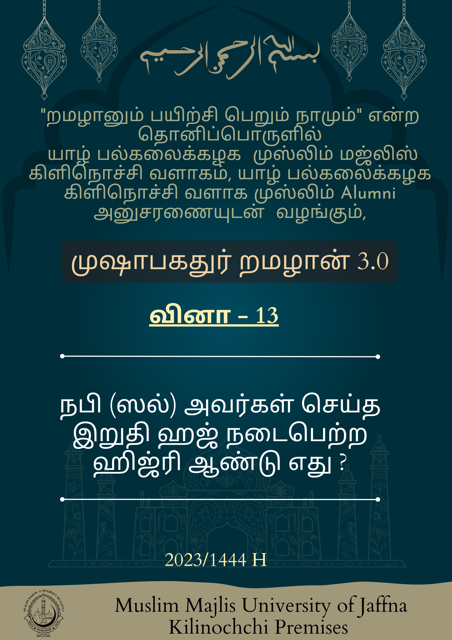 بسم الله الرحمن الرحيم
"றமழானும் பயிற்சி பெறும் நாமும்" என்ற
தொனிப்பொருளில்
யாழ் பல்கலைக்கழக முஸ்லிம் மஜ்லிஸ்
கிளிநொச்சி வளாகம், யாழ் பல்கலைக்கழக
கிளிநொச்சி வளாக முஸ்லிம் Alumni
அனுசரணையுடன் வழங்கும்,
முஷாபகதுர் றமழான் 3.0
வினா - 13
நபி (ஸல்) அவர்கள் செய்த
இறுதி ஹஜ் நடைபெற்ற
ஹிஜ்ரி ஆண்டு எது ?
2023/1444 H
Muslim Majlis University of Jaffna
Kilinochchi Premises